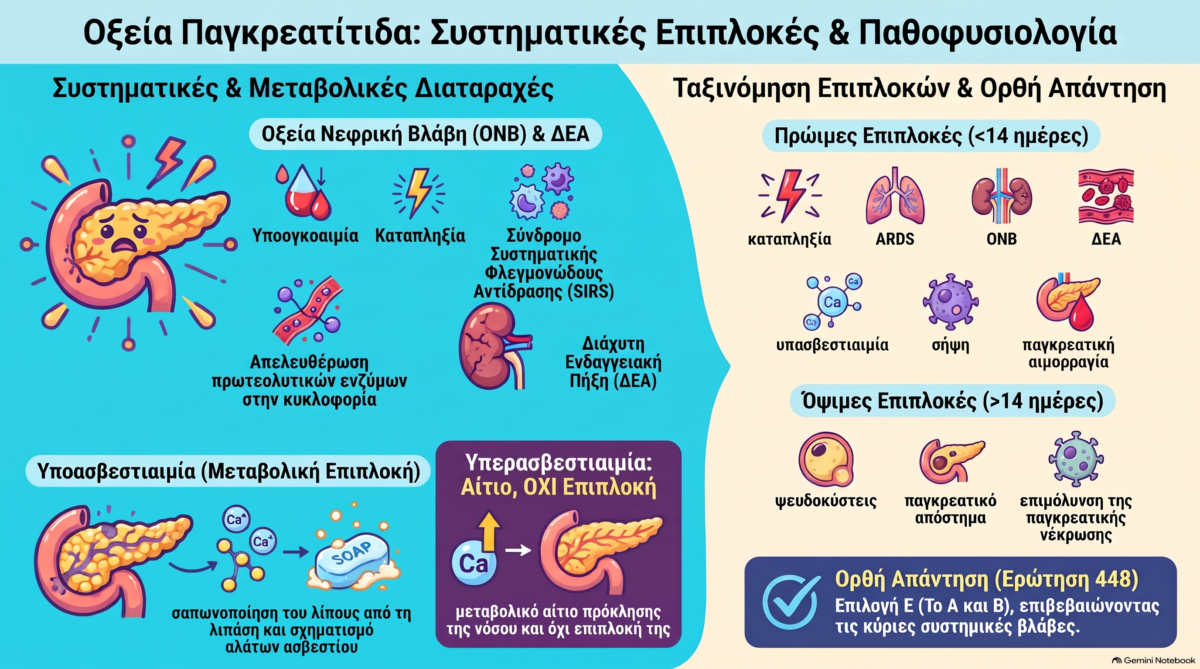 Οξεία Παγκρεατίτιδα: Συστηματικές Επιπλοκές & Παθοφυσιολογία
Συστηματικές & Μεταβολικές Διαταραχές
Οξεία Νεφρική Βλάβη (ΟΝΒ) & ΔΕΑ
Υποογκοαιμία
Καταπληξία
Σύνδρομο
Συστηματικής
Φλεγμονώδους
Αντίδρασης (SIRS)
Απελευθέρωση
πρωτεολυτικών ενζύμων
στην κυκλοφορία
Διάχυτη
Ενδαγγειακή
Πήξη (ΔΕΑ)
Υποασβεστιαιμία (Μεταβολική Επιπλοκή)
Ca⁺
Ca⁺
SOAP
σαπωνοποίηση του λίπους από τη
λιπάση και σχηματισμό
αλάτων ασβεστίου
Υπερασβεστιαιμία:
Αίτιο, ΟΧΙ Επιπλοκή
Ca
μεταβολικό αίτιο πρόκλησης
της νόσου και όχι επιπλοκή της
Ταξινόμηση Επιπλοκών & Ορθή Απάντηση
Πρώιμες Επιπλοκές (<14 ημέρες)
καταπληξία
ARDS
ΟΝΒ
ΔΕΑ
Ca
Ca
Ca
υπασβεστιαιμία
σήψη
παγκρεατική
αιμορραγία
Όψιμες Επιπλοκές (>14 ημέρες)
ψευδοκύστεις
παγκρεατικό
απόστημα
επιμόλυνση της
παγκρεατικής
νέκρωσης
Ορθή Απάντηση (Ερώτηση 448)
Επιλογή Ε (Το Α και Β), επιβεβαιώνοντας
τις κύριες συστημικές βλάβες.
Gemini Notebook